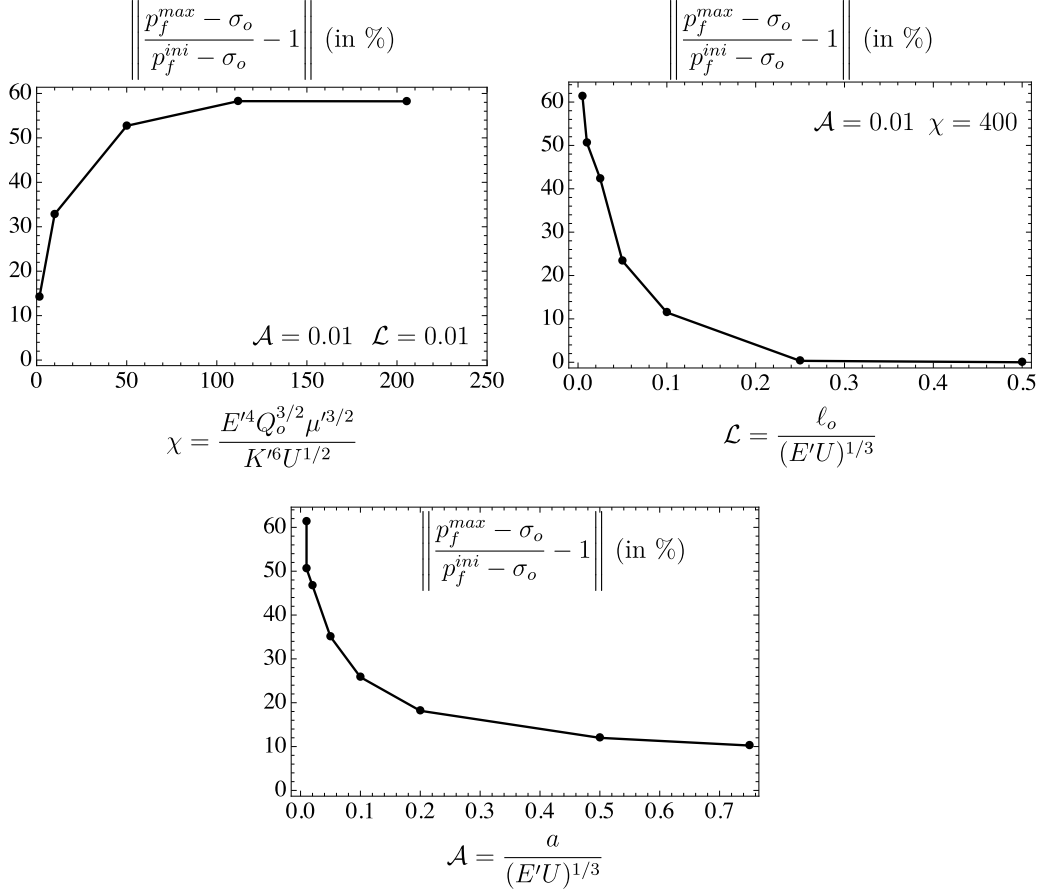 ‖(p_f^{max} − σ_o)/(p_f^{ini} − σ_o) − 1‖ (in %)
60
50
40
30
20
10
0
0 50 100 150 200 250
𝒜 = 0.01 ℒ = 0.01
χ = E′⁴Q_o^{3/2}μ′^{3/2}/K′⁶U^{1/2}
‖(p_f^{max} − σ_o)/(p_f^{ini} − σ_o) − 1‖ (in %)
60
50
40
30
20
10
0
0.0 0.1 0.2 0.3 0.4 0.5
𝒜 = 0.01 χ = 400
ℒ = ℓ_o/(E′U)^{1/3}
‖(p_f^{max} − σ_o)/(p_f^{ini} − σ_o) − 1‖ (in %)
60
50
40
30
20
10
0
0.0 0.1 0.2 0.3 0.4 0.5 0.6 0.7
𝒜 = a/(E′U)^{1/3}